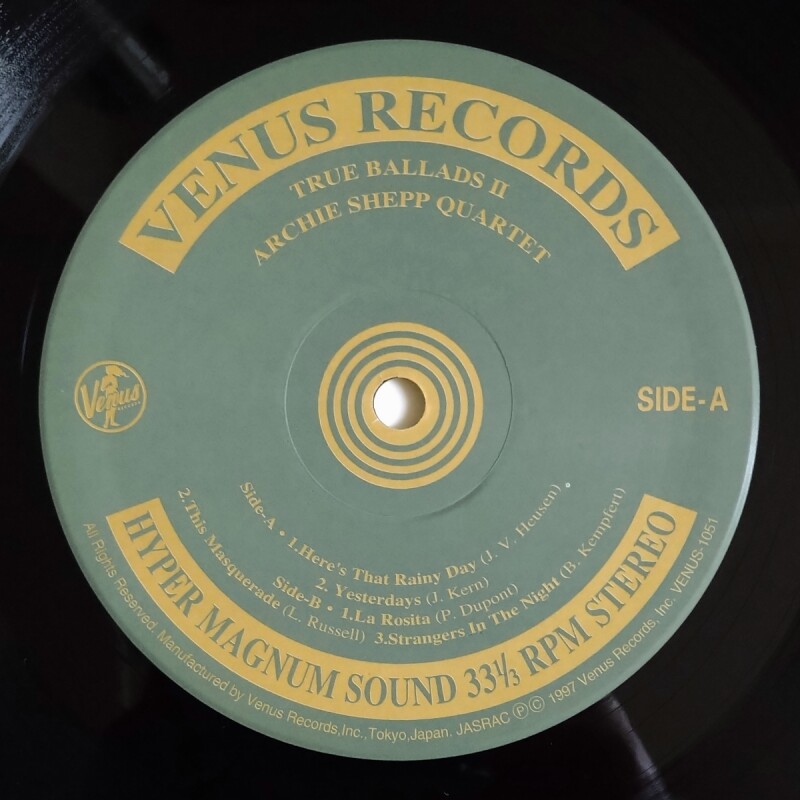 VENUS RECORDS
TRUE BALLADS II
ARCHIE SHEPP QUARTET
Venus
RECORDS
SIDE-A
Side-A • 1.Here's That Rainy Day (J. V. Heusen)
2. Yesterdays (J. Kern)
Side-B • 1.La Rosita (P. Dupont)
2.This Masquerade (L. Russell) 3.Strangers In The Night (B. Kempfert)
HYPER MAGNUM SOUND 33⅓ RPM STEREO
All Rights Reserved. Manufactured by Venus Records,Inc.,Tokyo,Japan. JASRAC ℗© 1997 Venus Records, Inc. VENUS-1051